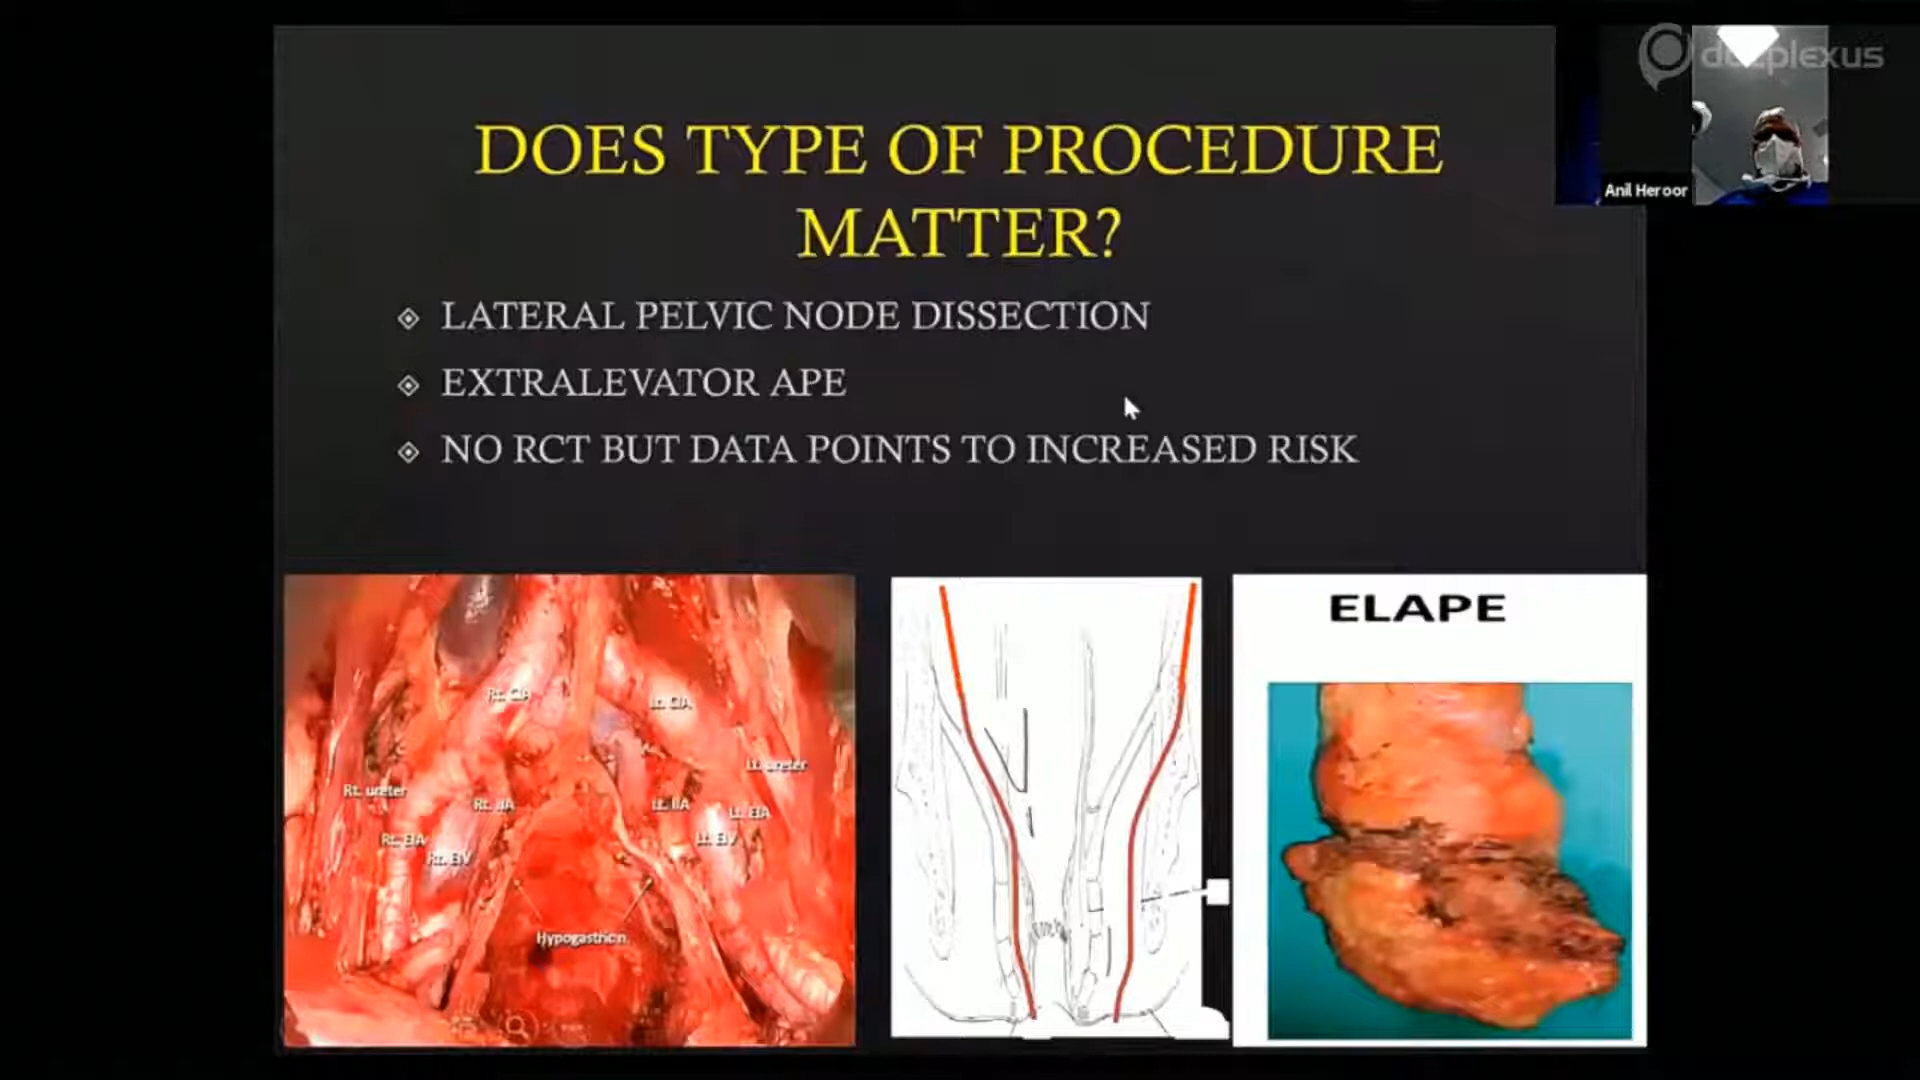 DOES TYPE OF PROCEDURE
MATTER?
LATERAL PELVIC NODE DISSECTION
EXTRALEVATOR APE
NO RCT BUT DATA POINTS TO INCREASED RISK
deeplexus
Anil Heroor
Rt. CIA
Lt. CIA
Lt. ureter
Rt. ureter
Rt. IIA
Lt. IIA
Lt. EIA
Rt. EIA
Lt. EIV
Rt. EIV
ELAPE